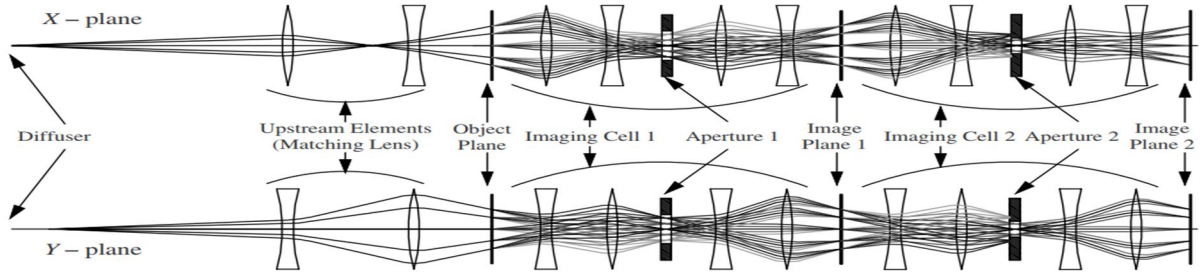 X – plane
Diffuser
Upstream Elements
(Matching Lens)
Object
Plane
Imaging Cell 1
Aperture 1
Image
Plane 1
Imaging Cell 2
Aperture 2
Image
Plane 2
Y – plane